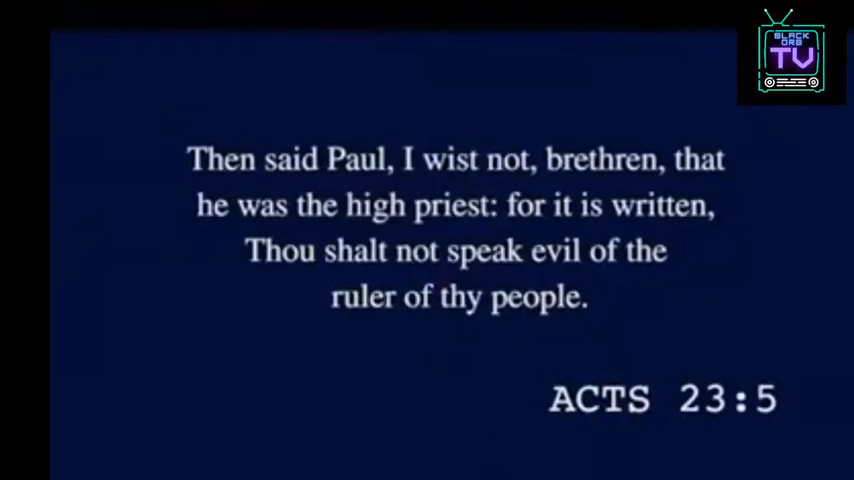 BLACK
ORB
TV
Then said Paul, I wist not, brethren, that
he was the high priest: for it is written,
Thou shalt not speak evil of the
ruler of thy people.
ACTS 23:5